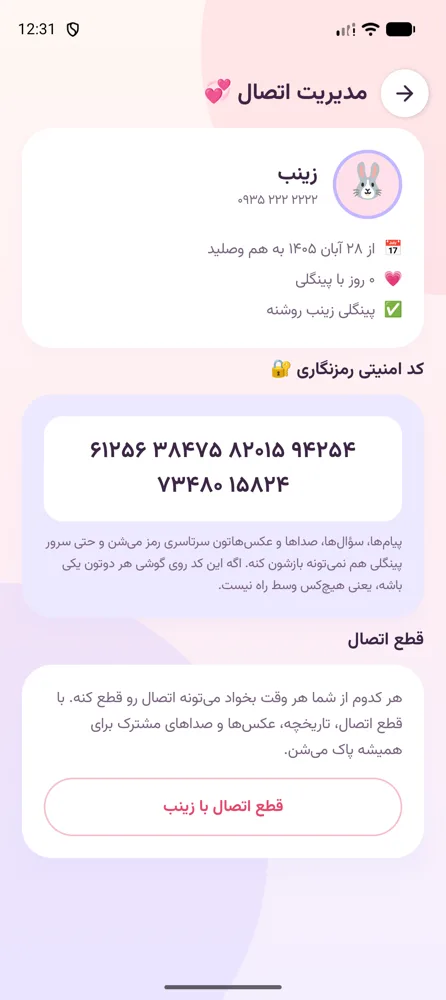 12:31
مدیریت اتصال 💞
زینب
۰۹۳۵ ۲۲۲ ۲۲۲۲
📅 از ۲۸ آبان ۱۴۰۵ به هم وصلید
💗 ۰ روز با پینگلی
✅ پینگلی زینب روشنه
کد امنیتی رمزنگاری 🔐
۹۴۲۵۴ ۸۲۰۱۵ ۳۸۴۷۵ ۶۱۲۵۶
۱۵۸۲۴ ۷۳۴۸۰
پیام‌ها، سؤال‌ها، صداها و عکس‌هاتون سرتاسری رمز می‌شن و حتی سرور
پینگلی هم نمی‌تونه بازشون کنه. اگه این کد روی گوشی هر دوتون یکی
باشه، یعنی هیچ‌کس وسط راه نیست.
قطع اتصال
هر کدوم از شما هر وقت بخواد می‌تونه اتصال رو قطع کنه. با
قطع اتصال، تاریخچه، عکس‌ها و صداهای مشترک برای
همیشه پاک می‌شن.
قطع اتصال با زینب